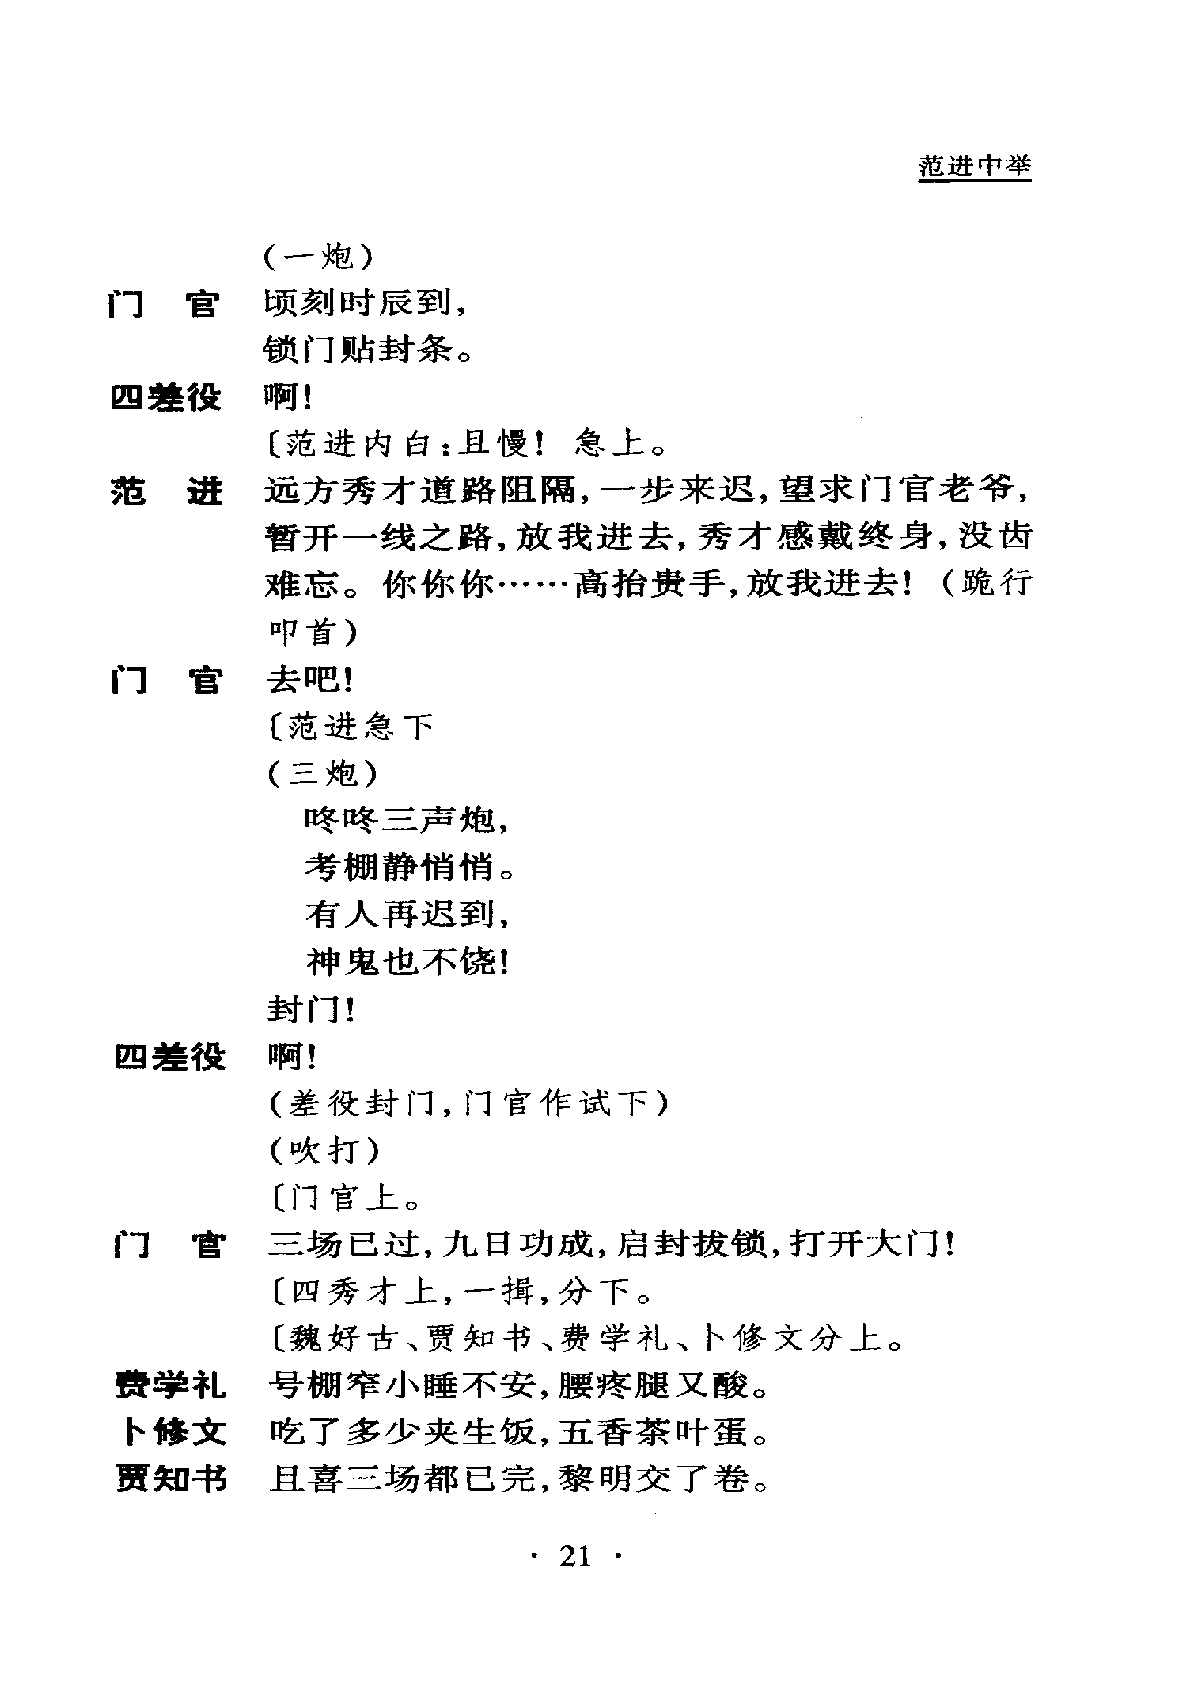 范进中举
（一炮）
门　官　顷刻时辰到，
锁门贴封条。
四差役　啊！
〔范进内白：且慢！ 急上。
范　进　远方秀才道路阻隔，一步来迟，望求门官老爷，
暂开一线之路，放我进去，秀才感戴终身，没齿
难忘。你你你……高抬贵手，放我进去！（跪行
叩首）
门　官　去吧！
〔范进急下
（三炮）
咚咚三声炮，
考棚静悄悄。
有人再迟到，
神鬼也不饶！
封门！
四差役　啊！
（差役封门，门官作试下）
（吹打）
〔门官上。
门　官　三场已过，九日功成，启封拔锁，打开大门！
〔四秀才上，一揖，分下。
〔魏好古、贾知书、费学礼、卜修文分上。
费学礼　号棚窄小睡不安，腰疼腿又酸。
卜修文　吃了多少夹生饭，五香茶叶蛋。
贾知书　且喜三场都已完，黎明交了卷。
· 21 ·